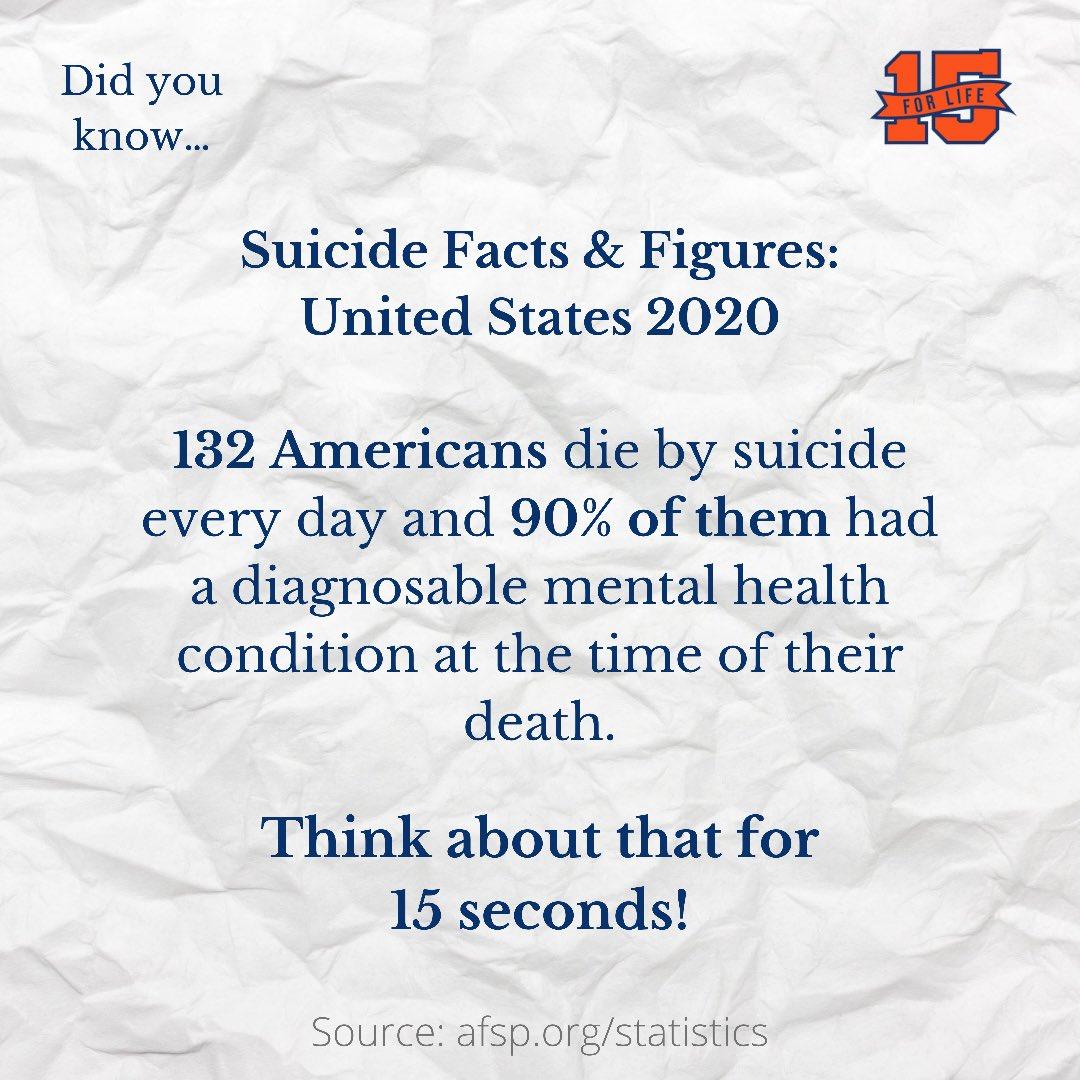 Did you
know...
15
FOR LIFE
Suicide Facts & Figures:
United States 2020
132 Americans die by suicide
every day and 90% of them had
a diagnosable mental health
condition at the time of their
death.
Think about that for
15 seconds!
Source: afsp.org/statistics